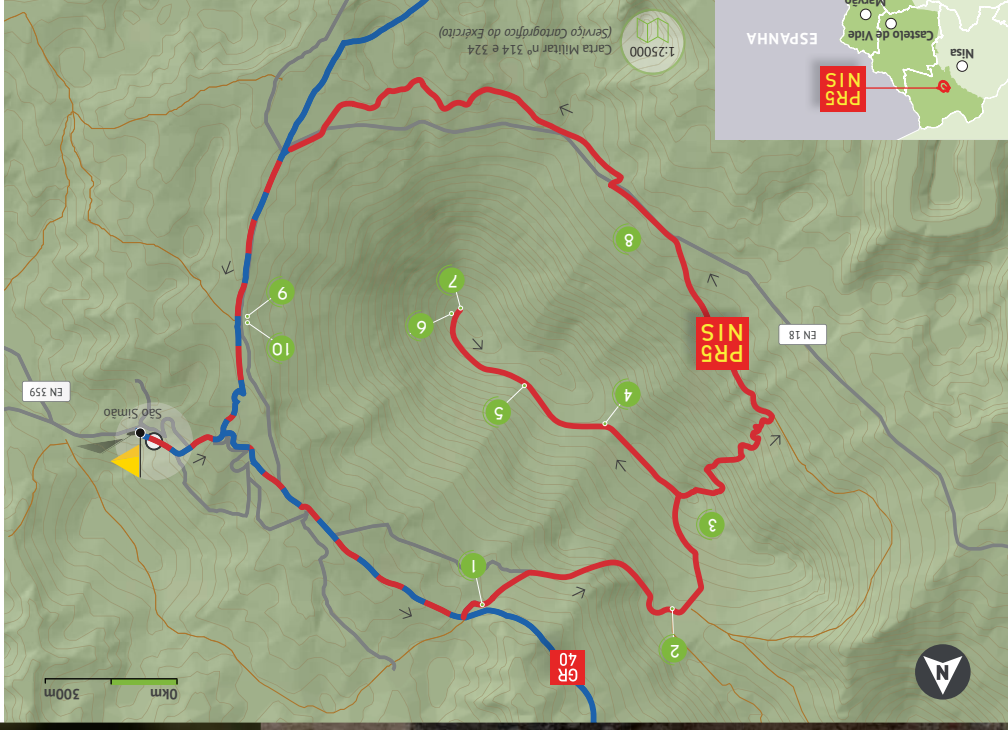 N
0km 300m
GR
40
2
1
3
São Simão
EN 359
4
5
EN 18
PR5
NIS
10
6
9
7
8
PR5
NIS
Nisa
Castelo de Vide
Marvão
ESPANHA
1:25000
Carta Militar nº 314 e 324
(Serviço Cartográfico do Exército)